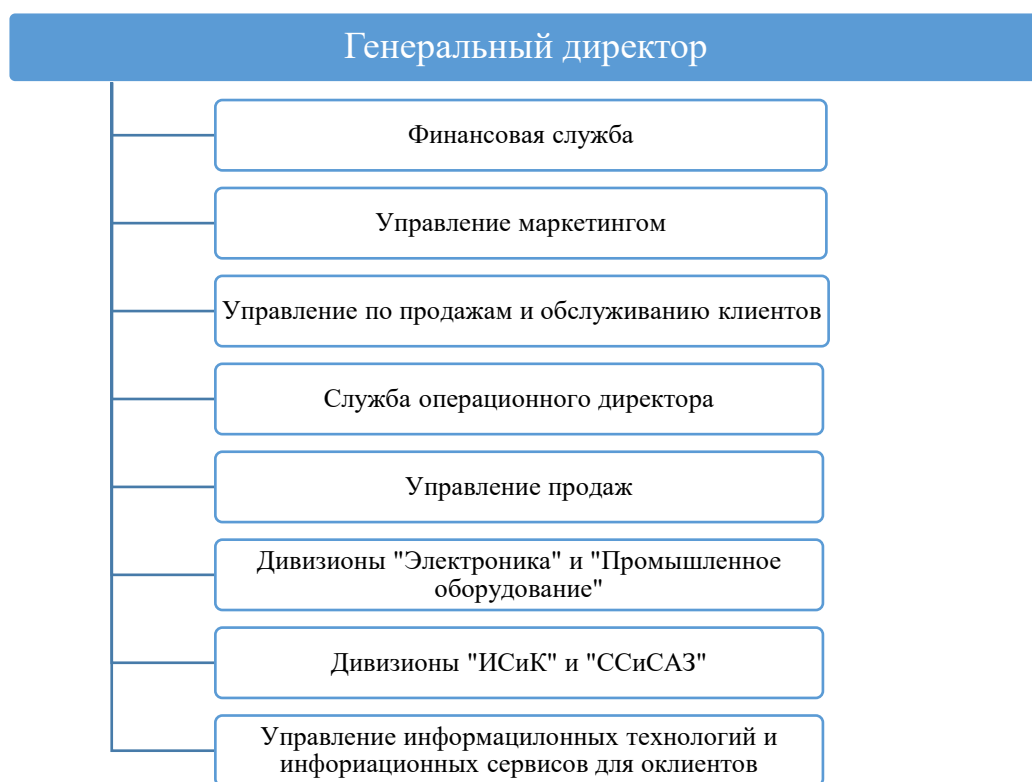 Генеральный директор
Финансовая служба
Управление маркетингом
Управление по продажам и обслуживанию клиентов
Служба операционного директора
Управление продаж
Дивизионы "Электроника" и "Промышленное
оборудование"
Дивизионы "ИСиК" и "ССиСАЗ"
Управление информацилонных технологий и
инфориационных сервисов для оклиентов